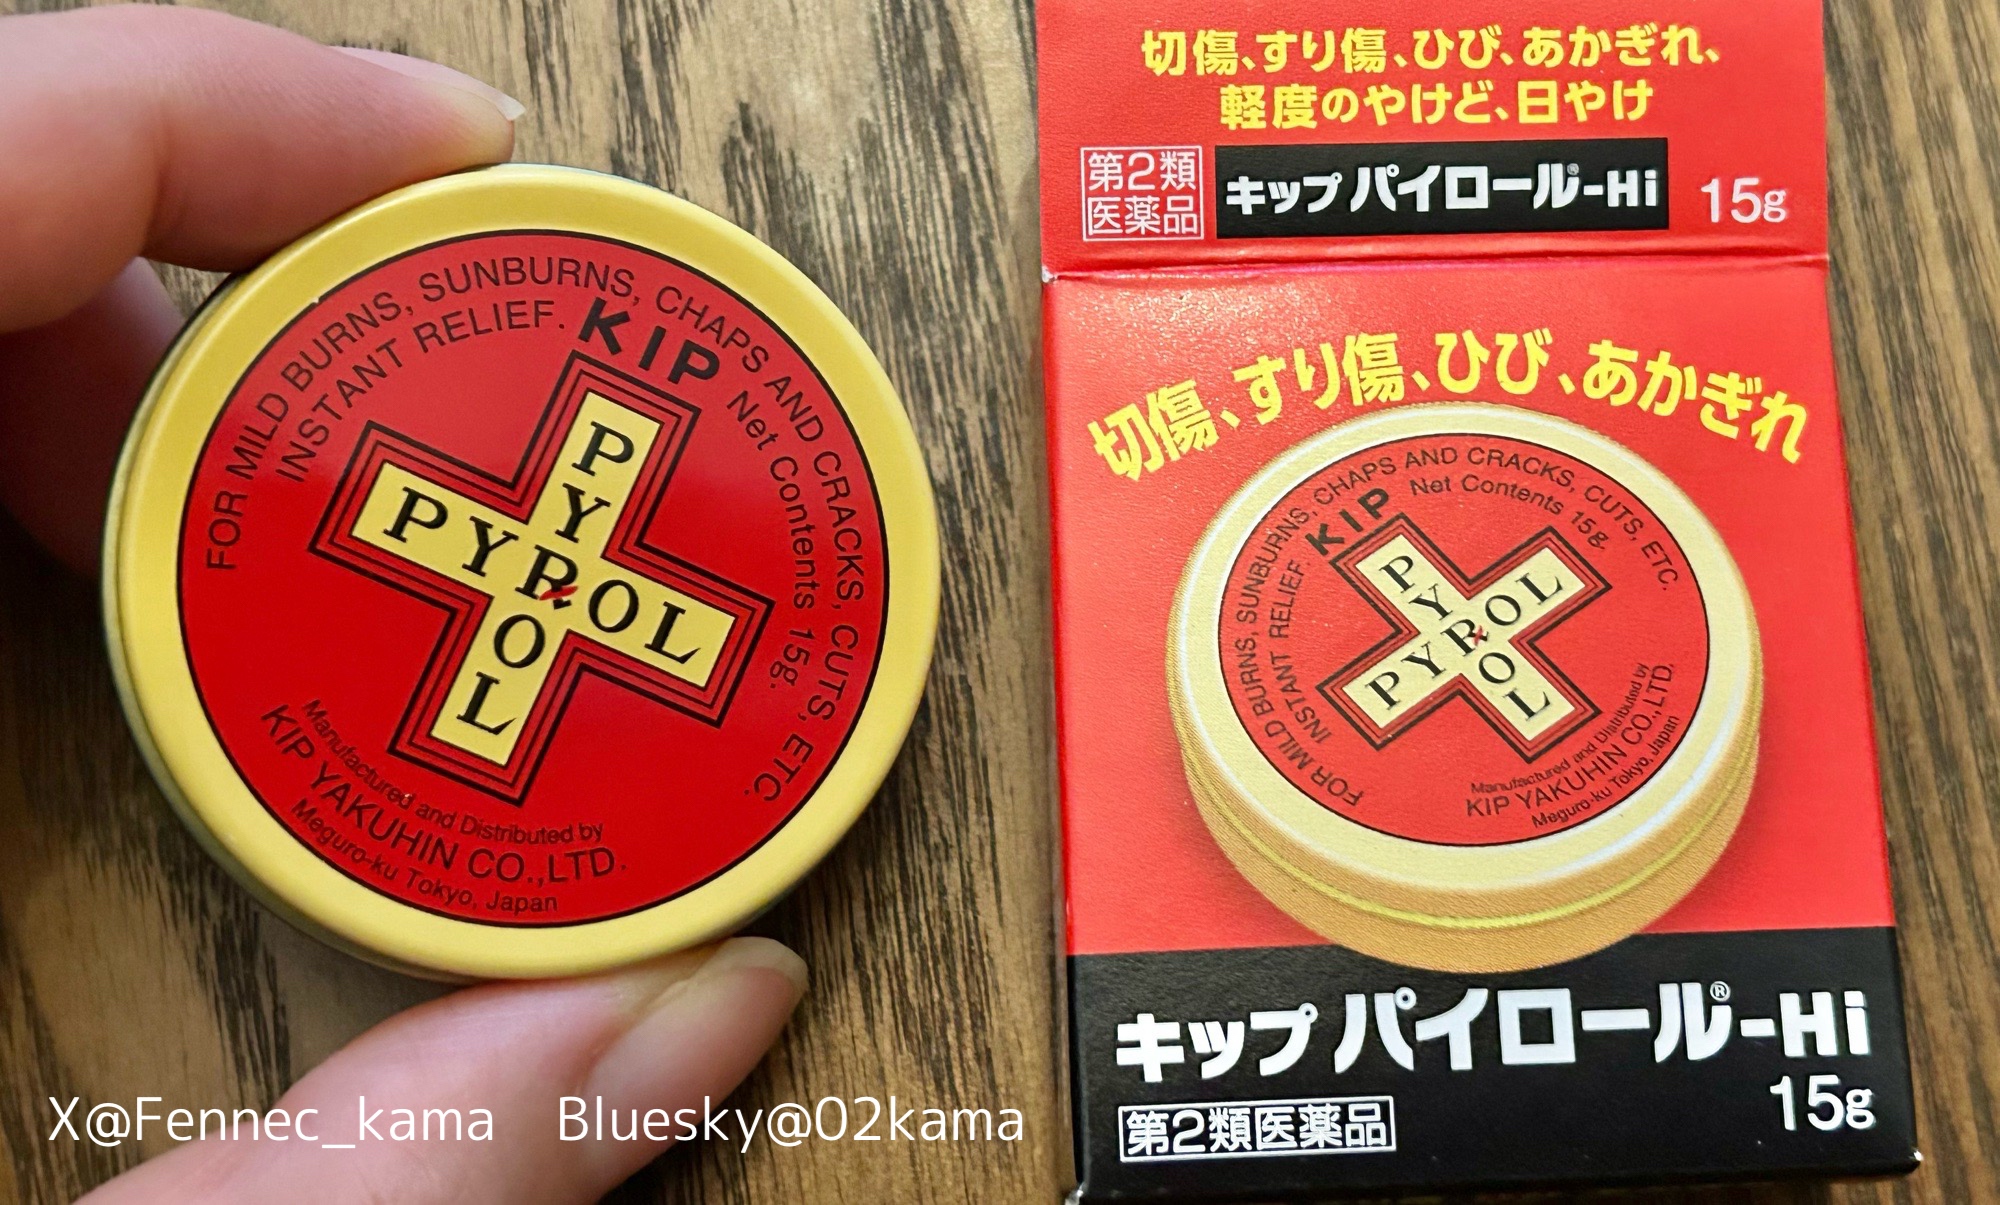 FOR MILD BURNS, SUNBURNS, CHAPS AND CRACKS, CUTS, ETC.
INSTANT RELIEF.
KIP
Net Contents 15g.
PYROL
PYROL
Manufactured and Distributed by
KIP YAKUHIN CO.,LTD.
Meguro-ku Tokyo, Japan
切傷、すり傷、ひび、あかぎれ、
軽度のやけど、日やけ
第2類
医薬品
キップ パイロール®-Hi
15g
切傷、すり傷、ひび、あかぎれ
FOR MILD BURNS, SUNBURNS, CHAPS AND CRACKS, CUTS, ETC.
INSTANT RELIEF.
KIP
Net Contents 15g.
PYROL
PYROL
Manufactured and Distributed by
KIP YAKUHIN CO., LTD.
Meguro-ku Tokyo, Japan
キップ パイロール®-Hi
15g
第2類医薬品
X@Fennec_kama Bluesky@02kama